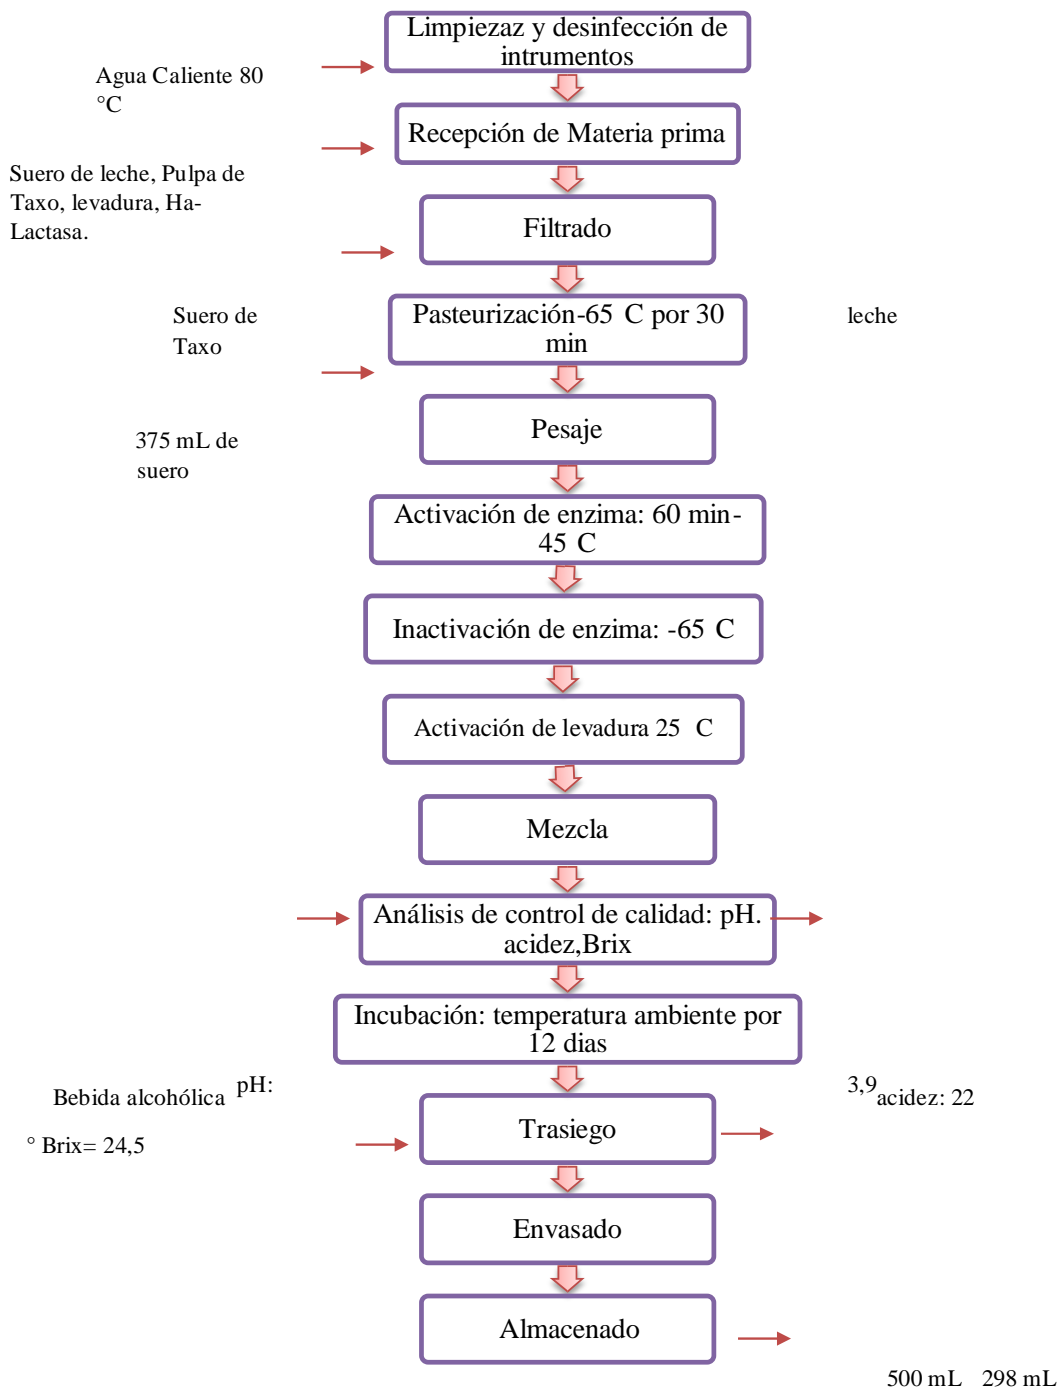 Limpiezaz y desinfección de
intrumentos
Agua Caliente 80
°C
Recepción de Materia prima
Suero de leche, Pulpa de
Taxo, levadura, Ha-
Lactasa.
Filtrado
Suero de
Taxo
Pasteurización-65 C por 30
min
leche
Pesaje
375 mL de
suero
Activación de enzima: 60 min-
45 C
Inactivación de enzima: -65 C
Activación de levadura 25 C
Mezcla
Análisis de control de calidad: pH.
acidez,Brix
Incubación: temperatura ambiente por
12 dias
Bebida alcohólica pH:
3,9 acidez: 22
° Brix= 24,5
Trasiego
Envasado
Almacenado
500 mL 298 mL